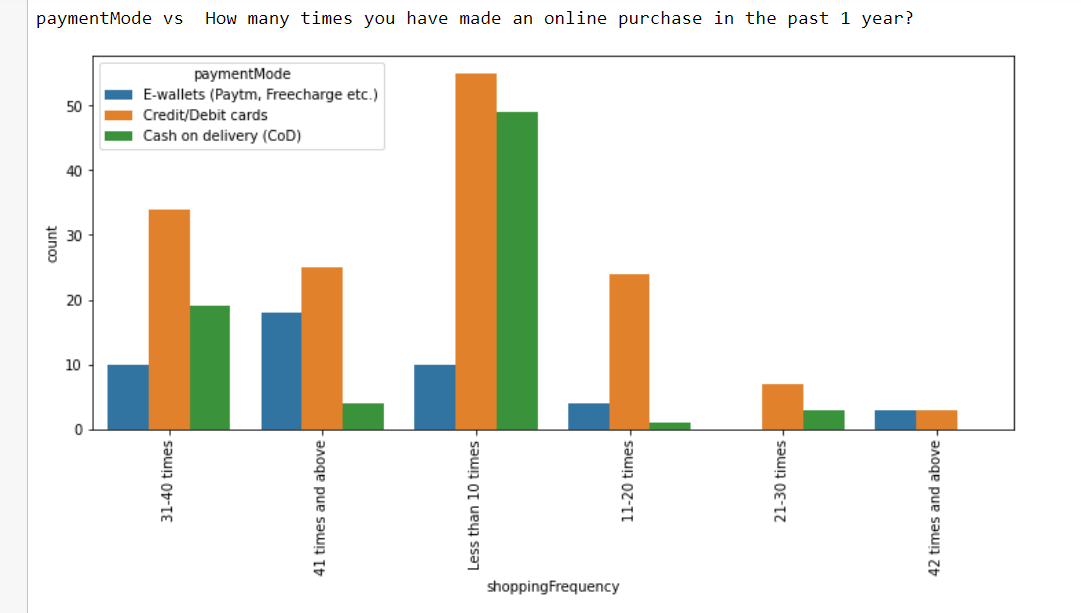 paymentMode vs  How many times you have made an online purchase in the past 1 year?
paymentMode
E-wallets (Paytm, Freecharge etc.)
Credit/Debit cards
Cash on delivery (CoD)
50
40
30
20
10
0
count
31-40 times
41 times and above
Less than 10 times
11-20 times
21-30 times
42 times and above
shoppingFrequency